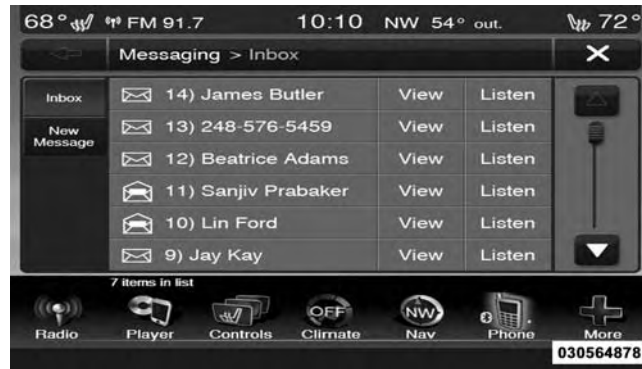 68° FM 91.7 10:10 NW 54° out. 72°
Messaging > Inbox
Inbox
New
Message
14) James Butler View Listen
13) 248-576-5459 View Listen
12) Beatrice Adams View Listen
11) Sanjiv Prabaker View Listen
10) Lin Ford View Listen
9) Jay Kay View Listen
7 items in list
OFF NW
Radio Player Controls Climate Nav Phone More
030564878